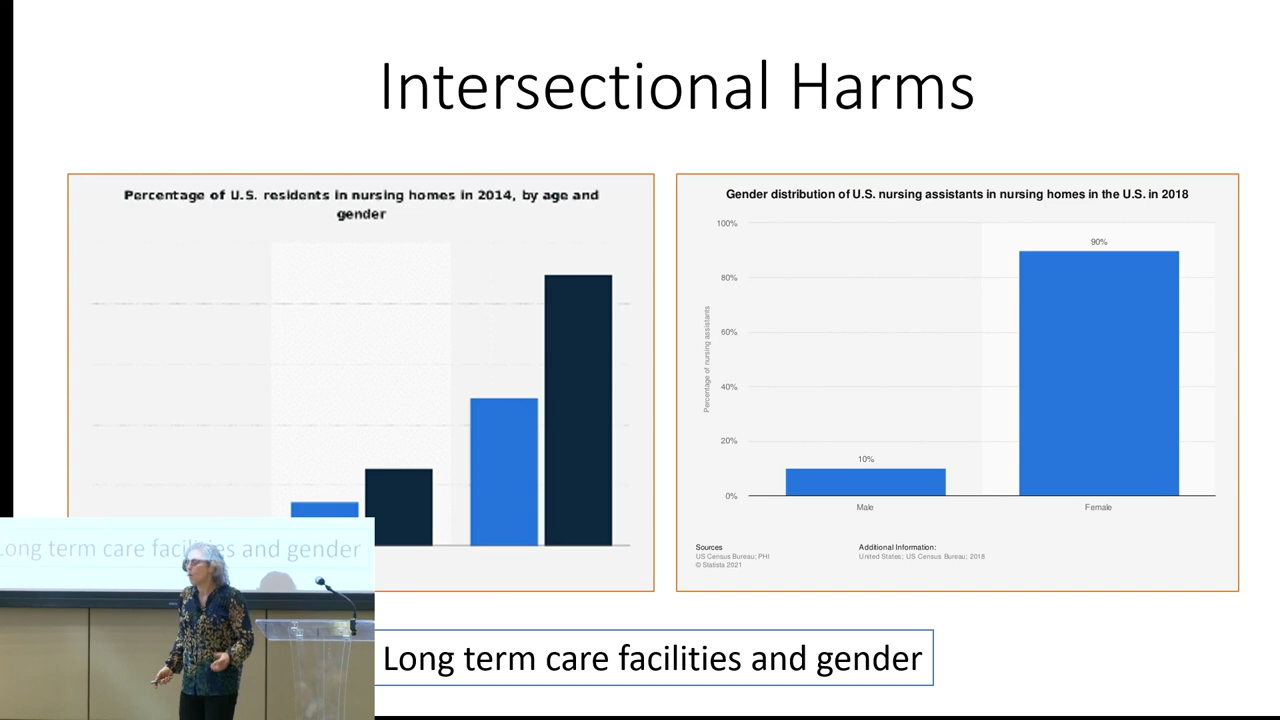 Intersectional Harms
Percentage of U.S. residents in nursing homes in 2014, by age and
gender
Gender distribution of U.S. nursing assistants in nursing homes in the U.S. in 2018
100%
80%
60%
40%
20%
0%
Percentage of nursing assistants
10%
90%
Male
Female
Sources
US Census Bureau; PHI
© Statista 2021
Additional Information:
United States; US Census Bureau; 2018
Long term care facilities and gender
Long term care facilities and gender